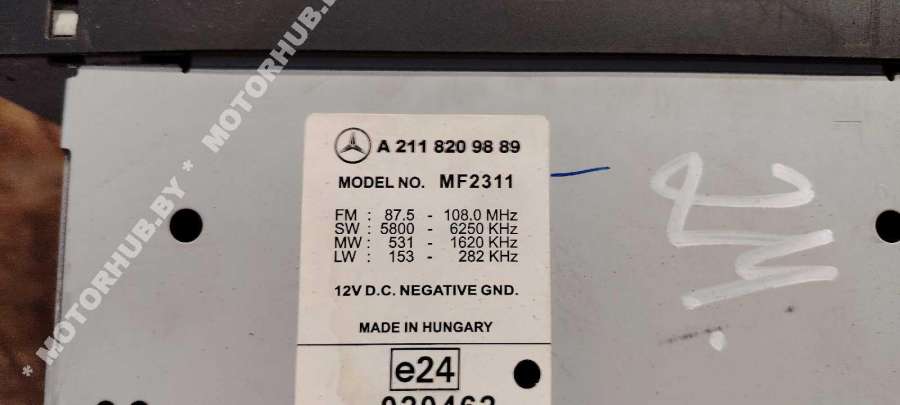 A 211 820 98 89
MODEL NO. MF2311
FM : 87.5 - 108.0 MHz
SW : 5800 - 6250 KHz
MW : 531 - 1620 KHz
LW : 153 - 282 KHz
12V D.C. NEGATIVE GND.
MADE IN HUNGARY
e24
* MOTORHUB.BY * MOTORHUB